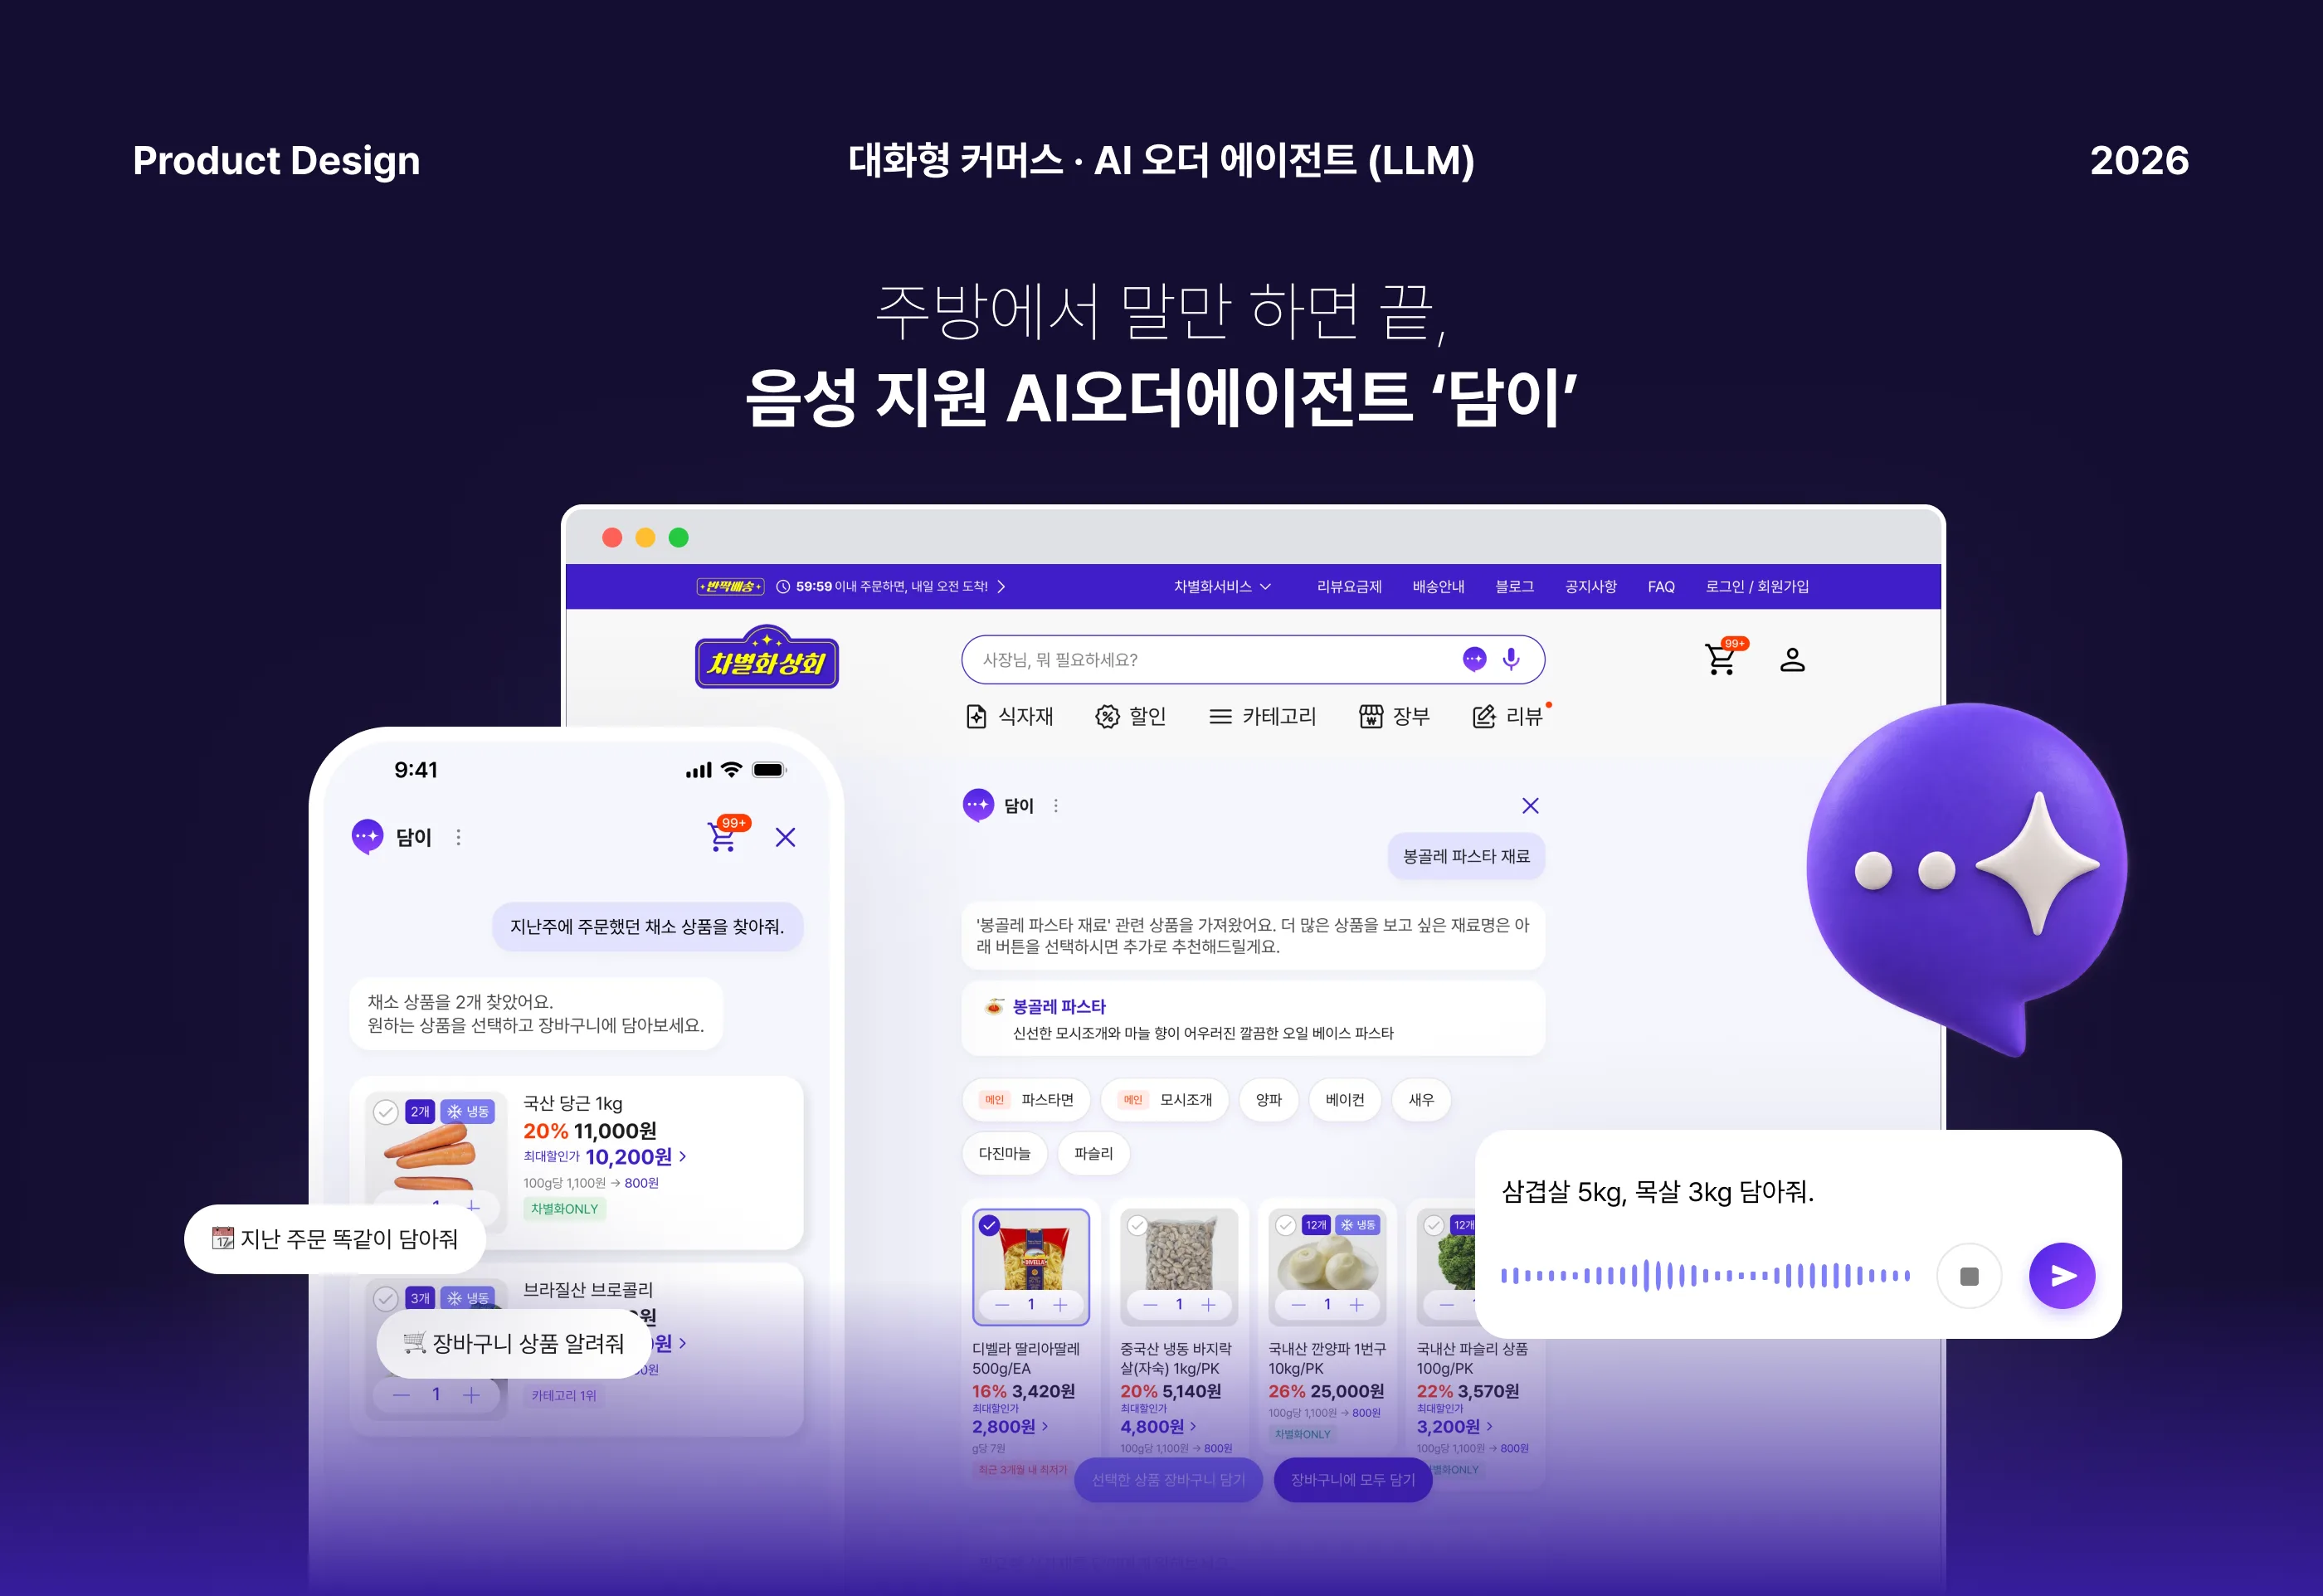 Product Design
대화형 커머스 · AI 오더 에이전트 (LLM)
2026
주방에서 말만 하면 끝,
음성 지원 AI오더에이전트 ‘담이’
반짝배송
59:59 이내 주문하면, 내일 오전 도착!
차별화서비스
리뷰요금제
배송안내
블로그
공지사항
FAQ
로그인 / 회원가입
차별화상회
사장님, 뭐 필요하세요?
99+
식자재
할인
카테고리
장부
리뷰
담이
봉골레 파스타 재료
'봉골레 파스타 재료' 관련 상품을 가져왔어요. 더 많은 상품을 보고 싶은 재료명은 아
래 버튼을 선택하시면 추가로 추천해드릴게요.
봉골레 파스타
신선한 모시조개와 마늘 향이 어우러진 깔끔한 오일 베이스 파스타
메인 파스타면
메인 모시조개
양파
베이컨
새우
다진마늘
파슬리
1
디벨라 딸리아딸레
500g/EA
16% 3,420원
최대할인가
2,800원
g당 7원
최근 3개월 내 최저가
1
중국산 냉동 바지락
살(자숙) 1kg/PK
20% 5,140원
최대할인가
4,800원
100g당 1,100원 → 800원
12개
냉동
1
국내산 깐양파 1번구
10kg/PK
26% 25,000원
100g당 1,100원 → 800원
차별화ONLY
12개
국내산 파슬리 상품
100g/PK
22% 3,570원
최대할인가
3,200원
100g당 1,100원 → 800원
별화ONLY
선택한 상품 장바구니 담기
장바구니에 모두 담기
9:41
담이
99+
지난주에 주문했던 채소 상품을 찾아줘.
채소 상품을 2개 찾았어요.
원하는 상품을 선택하고 장바구니에 담아보세요.
2개
냉동
국산 당근 1kg
20% 11,000원
최대할인가 10,200원
100g당 1,100원 → 800원
차별화ONLY
지난 주문 똑같이 담아줘
3개
냉동
브라질산 브로콜리
원
원
장바구니 상품 알려줘
00원
1
카테고리 1위
삼겹살 5kg, 목살 3kg 담아줘.